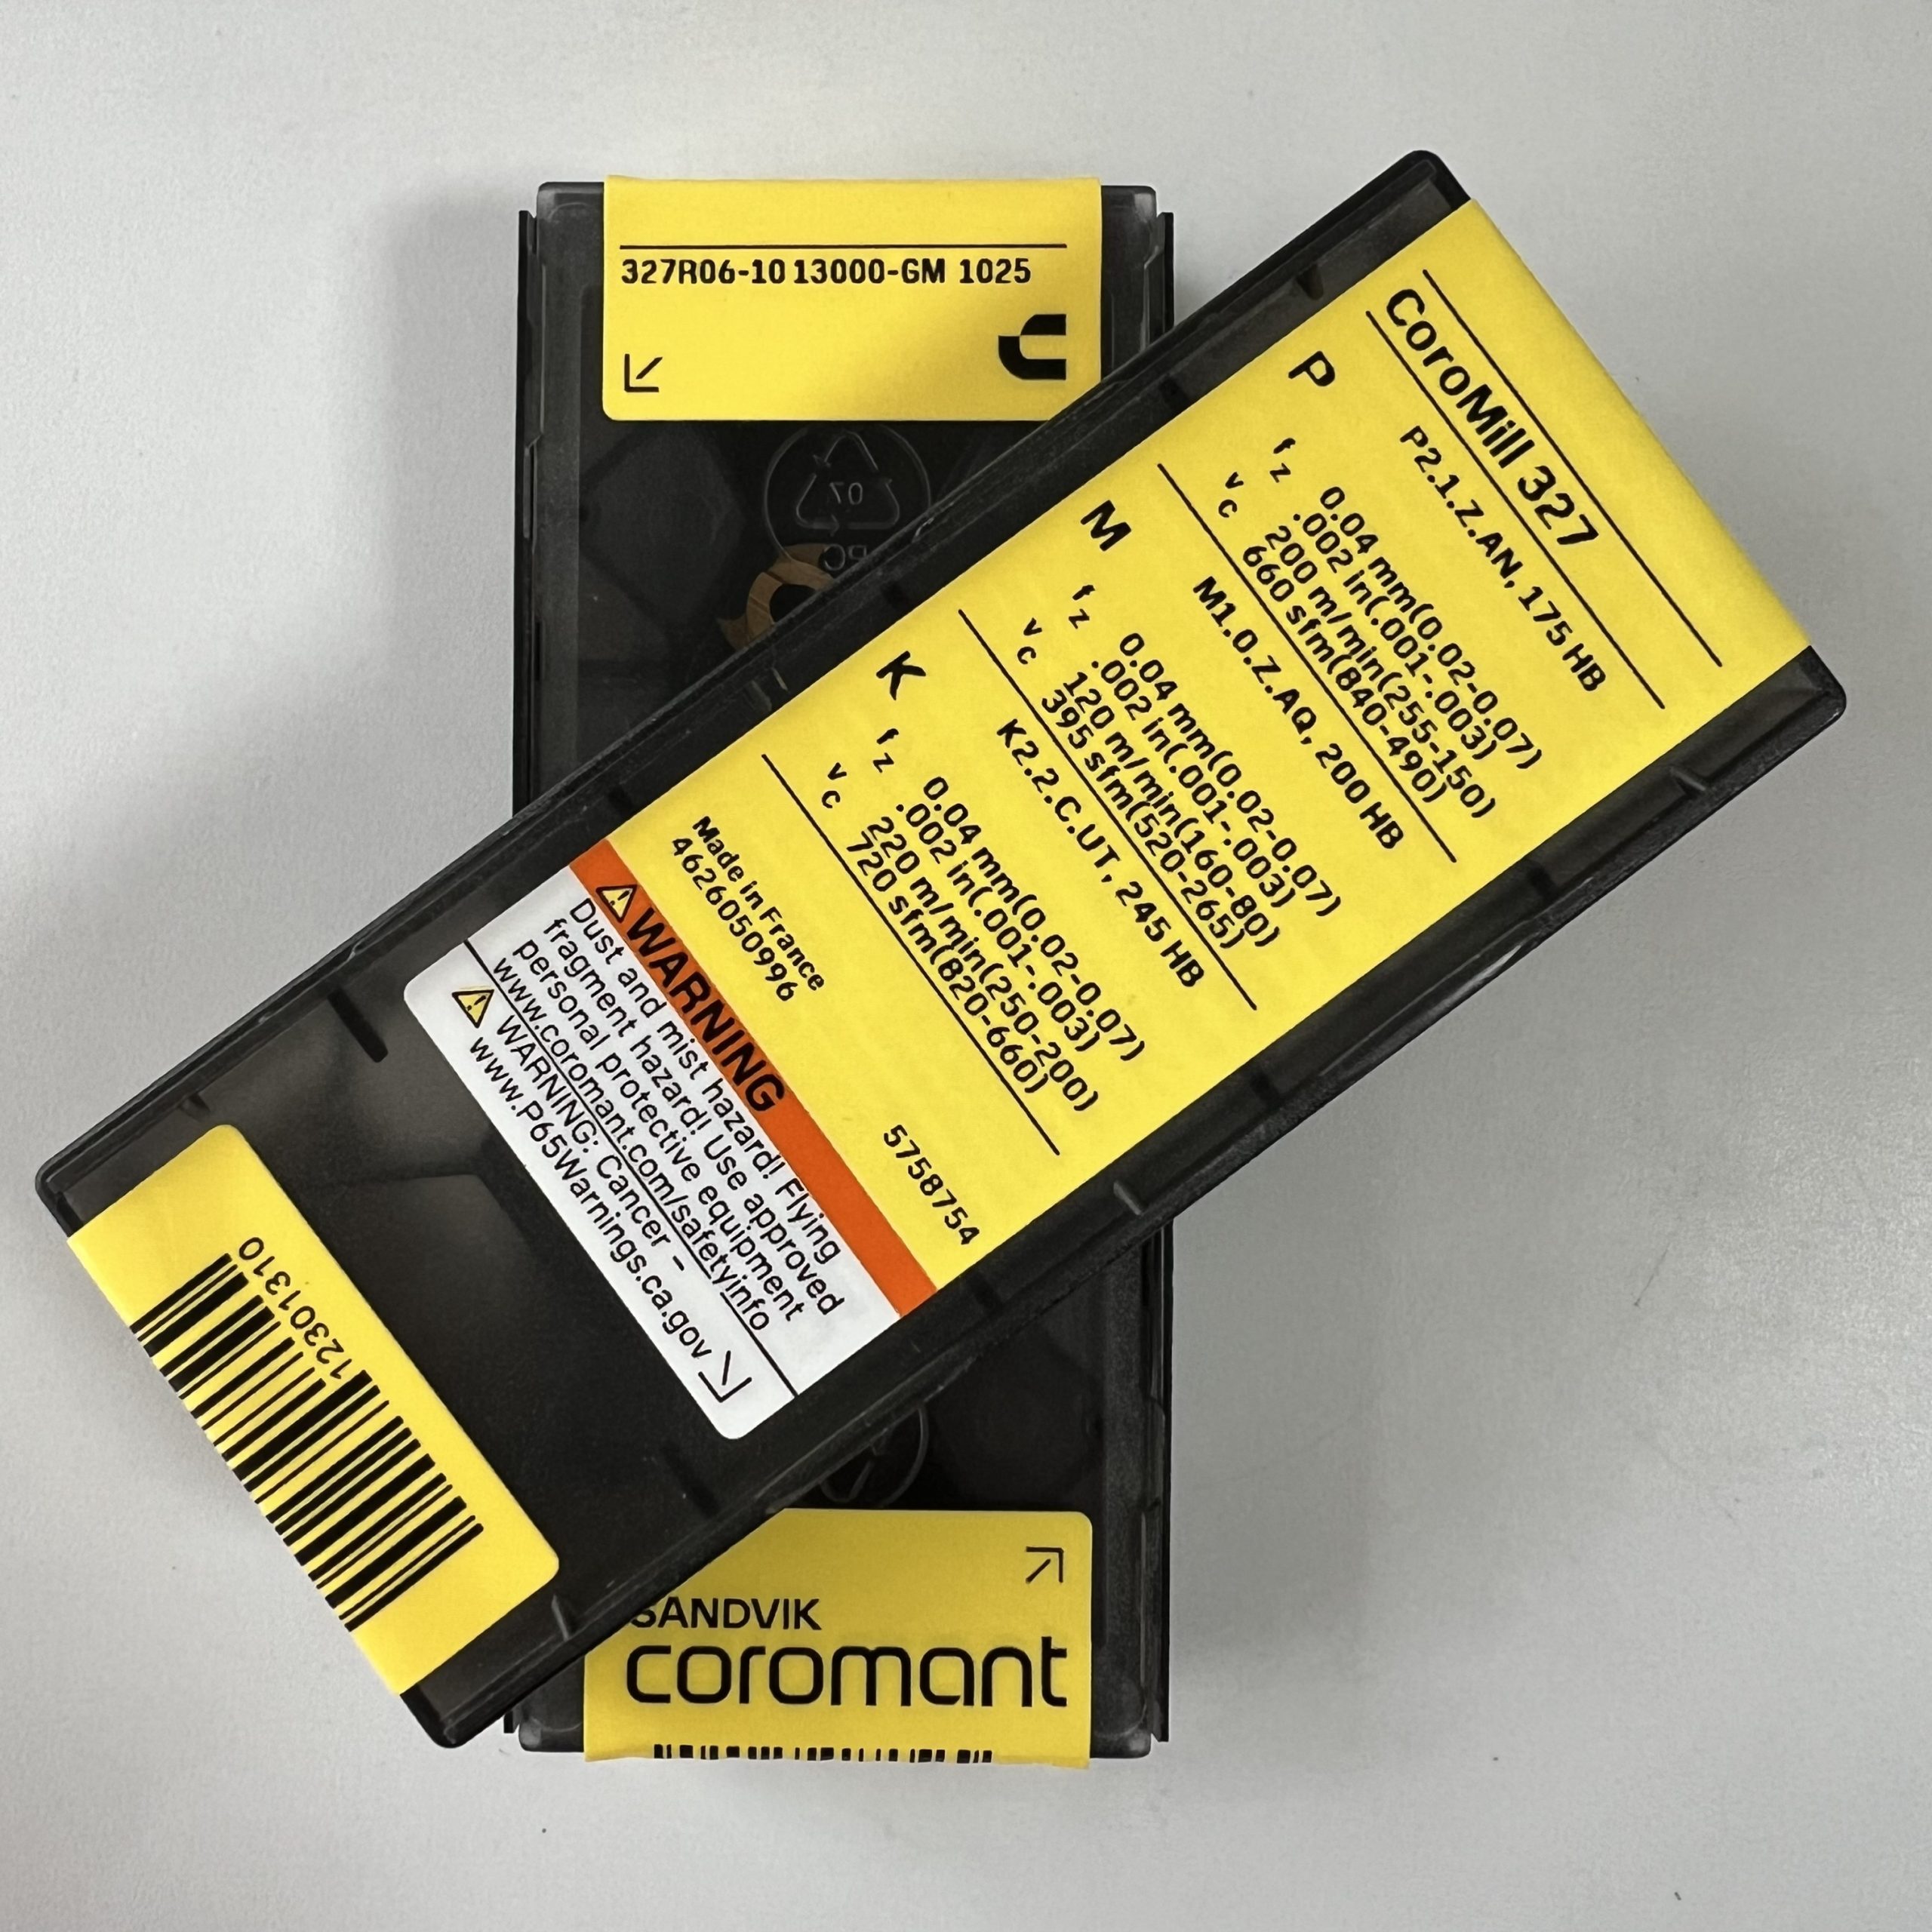 327R06-10 13000-GM 1025
CoroMill 327
P
P2.1.Z.AN, 175 HB
fz 0.04 mm(0.02-0.07)
.002 in(.001-.003)
vc 200 m/min(255-150)
660 sfm(840-490)
M
M1.0.Z.AQ, 200 HB
fz 0.04 mm(0.02-0.07)
.002 in(.001-.003)
vc 120 m/min(160-80)
395 sfm(520-265)
K
K2.2.C.UT, 245 HB
fz 0.04 mm(0.02-0.07)
.002 in(.001-.003)
vc 220 m/min(250-200)
720 sfm(820-660)
Made in France
4626050996 5758754
WARNING
Dust and mist hazard! Flying
fragment hazard! Use approved
personal protective equipment
www.coromant.com/safetyinfo
WARNING: Cancer –
www.P65Warnings.ca.gov
12301310
SANDVIK
coromant
07
PC